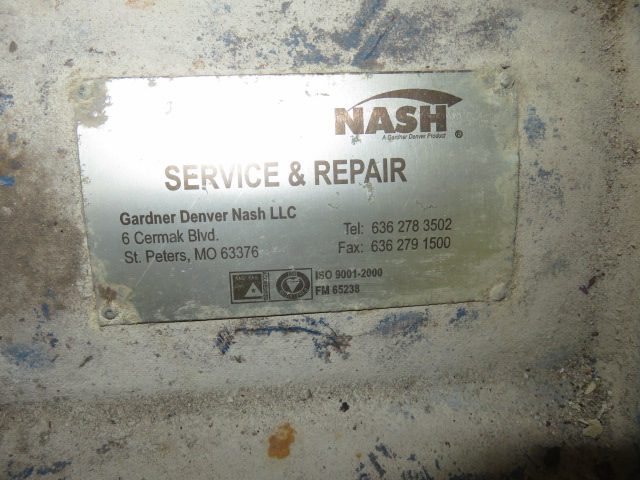 NASH ®
A Gardner Denver Product
SERVICE & REPAIR
Gardner Denver Nash LLC
6 Cermak Blvd.
St. Peters, MO 63376
Tel: 636 278 3502
Fax: 636 279 1500
ISO 9001-2000
FM 65238